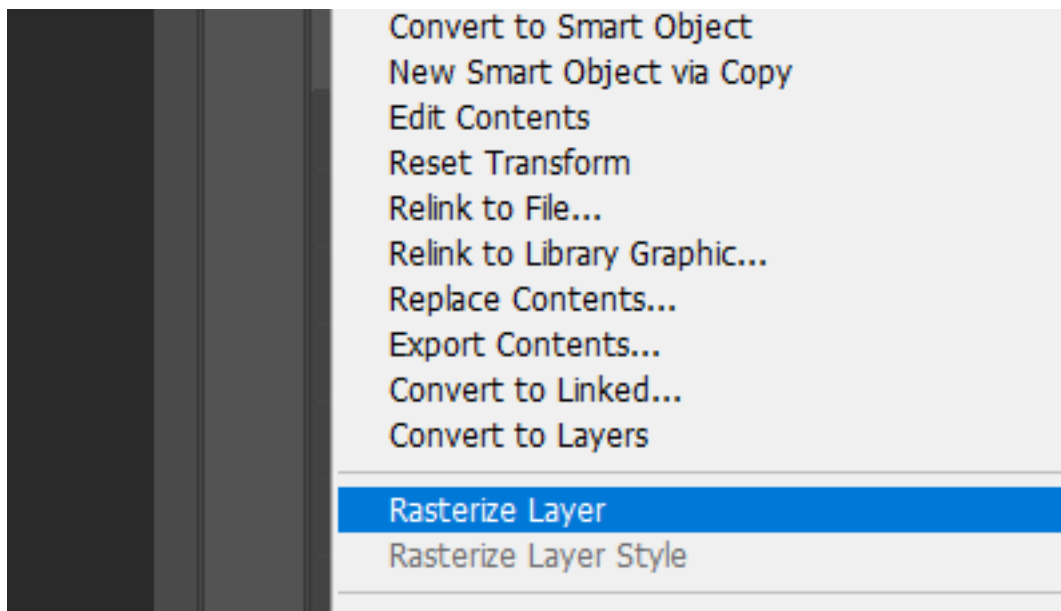 Convert to Smart Object
New Smart Object via Copy
Edit Contents
Reset Transform
Relink to File...
Relink to Library Graphic...
Replace Contents...
Export Contents...
Convert to Linked...
Convert to Layers
Rasterize Layer
Rasterize Layer Style